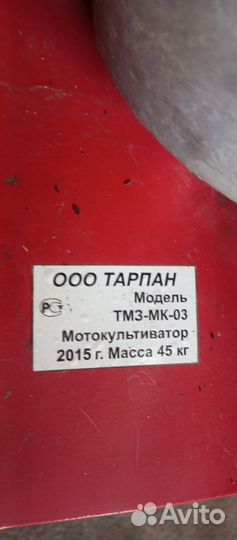 ООО ТАРПАН
Модель
ТМЗ-МК-03
Мотокультиватор
2015 г. Масса 45 кг
Avito